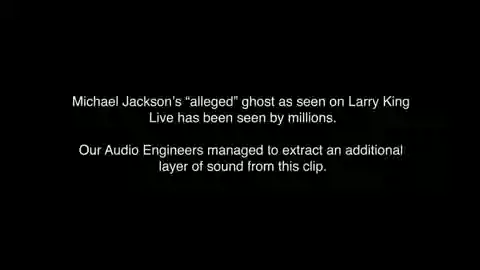 Michael Jackson's “alleged” ghost as seen on Larry King
Live has been seen by millions.
Our Audio Engineers managed to extract an additional
layer of sound from this clip.